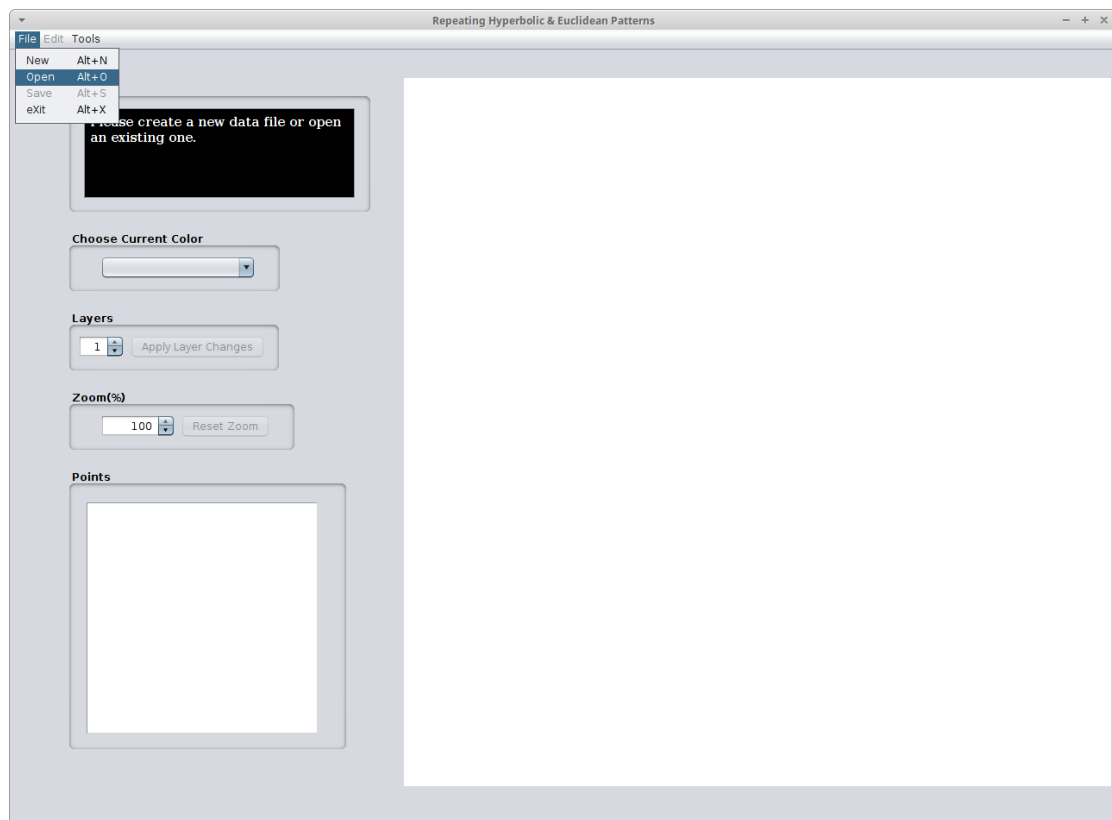 Repeating Hyperbolic & Euclidean Patterns
File Edit Tools
New Alt+N
Open Alt+O
Save Alt+S
eXit Alt+X
Please create a new data file or open
an existing one.
Choose Current Color
Layers
1 Apply Layer Changes
Zoom(%)
100 Reset Zoom
Points